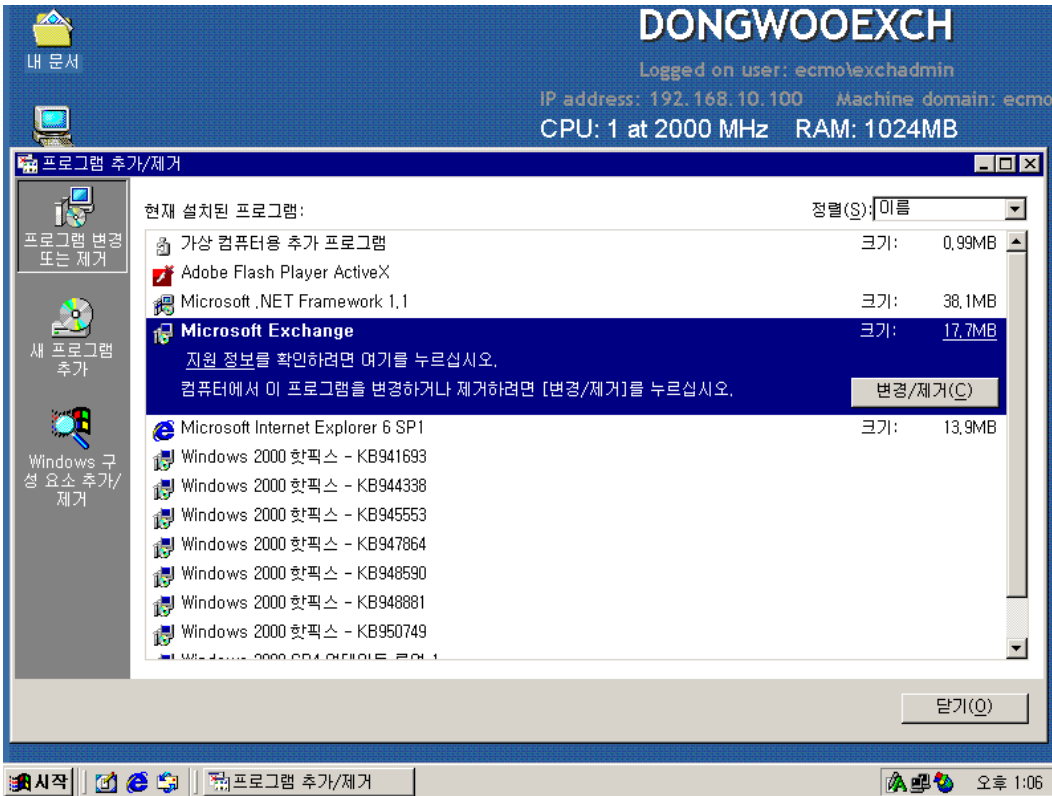 내 문서
DONGWOOEXCH
Logged on user: ecmo\exchadmin
IP address: 192.168.10.100 Machine domain: ecmo
CPU: 1 at 2000 MHz RAM: 1024MB
프로그램 추가/제거
프로그램 변경
또는 제거
새 프로그램
추가
Windows 구
성 요소 추가/
제거
현재 설치된 프로그램: 정렬(S): 이름
가상 컴퓨터용 추가 프로그램 크기: 0,99MB
Adobe Flash Player ActiveX
Microsoft .NET Framework 1,1 크기: 38,1MB
Microsoft Exchange 크기: 17,7MB
지원 정보를 확인하려면 여기를 누르십시오.
컴퓨터에서 이 프로그램을 변경하거나 제거하려면 [변경/제거]를 누르십시오. 변경/제거(C)
Microsoft Internet Explorer 6 SP1 크기: 13,9MB
Windows 2000 핫픽스 - KB941693
Windows 2000 핫픽스 - KB944338
Windows 2000 핫픽스 - KB945553
Windows 2000 핫픽스 - KB947864
Windows 2000 핫픽스 - KB948590
Windows 2000 핫픽스 - KB948881
Windows 2000 핫픽스 - KB950749
닫기(O)
시작 프로그램 추가/제거 오후 1:06